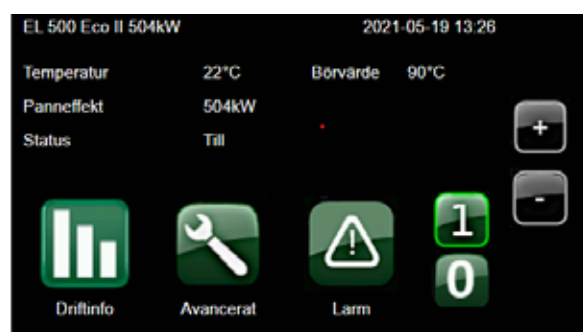 EL 500 Eco II 504kW 2021-05-19 13:26
Temperatur 22°C Börvärde 90°C
Panneffekt 504kW
Status Till
+
-
1
0
Driftinfo Avancerat Larm